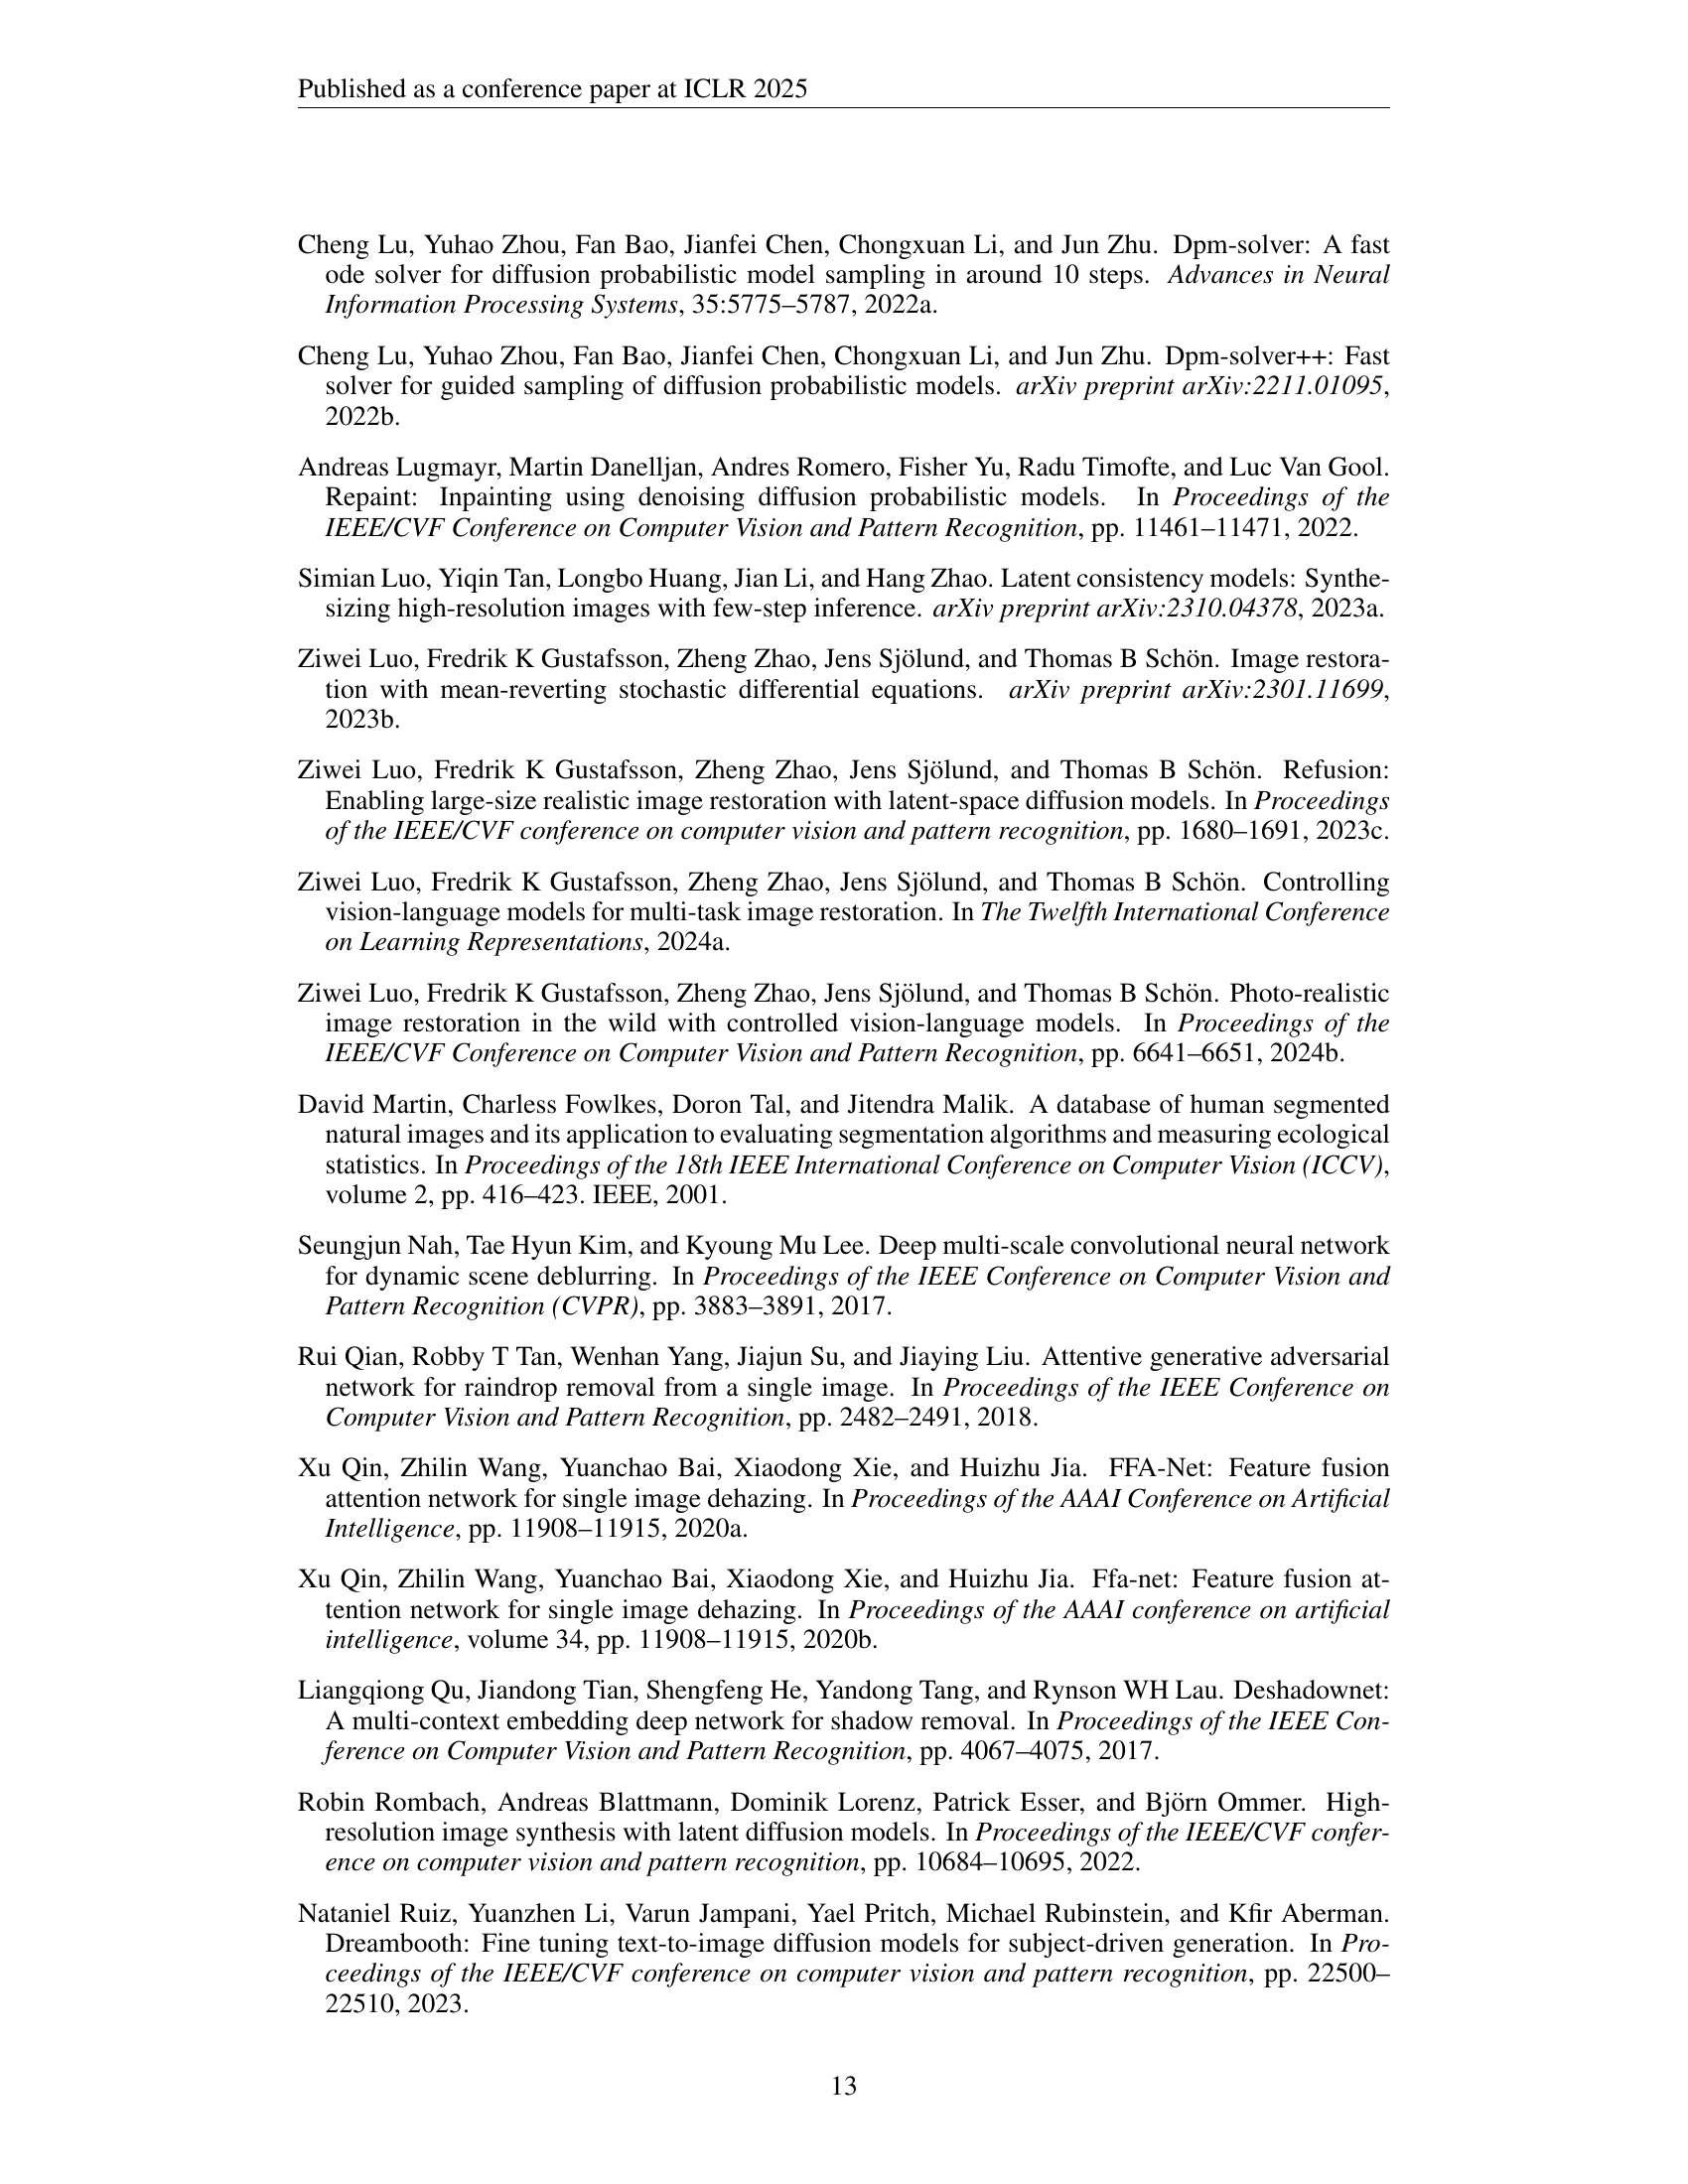 Published as a conference paper at ICLR 2025
Cheng Lu, Yuhao Zhou, Fan Bao, Jianfei Chen, Chongxuan Li, and Jun Zhu. Dpm-solver: A fast
ode solver for diffusion probabilistic model sampling in around 10 steps. Advances in Neural
Information Processing Systems, 35:5775–5787, 2022a.
Cheng Lu, Yuhao Zhou, Fan Bao, Jianfei Chen, Chongxuan Li, and Jun Zhu. Dpm-solver++: Fast
solver for guided sampling of diffusion probabilistic models. arXiv preprint arXiv:2211.01095,
2022b.
Andreas Lugmayr, Martin Danelljan, Andres Romero, Fisher Yu, Radu Timofte, and Luc Van Gool.
Repaint: Inpainting using denoising diffusion probabilistic models. In Proceedings of the
IEEE/CVF Conference on Computer Vision and Pattern Recognition, pp. 11461–11471, 2022.
Simian Luo, Yiqin Tan, Longbo Huang, Jian Li, and Hang Zhao. Latent consistency models: Synthe-
sizing high-resolution images with few-step inference. arXiv preprint arXiv:2310.04378, 2023a.
Ziwei Luo, Fredrik K Gustafsson, Zheng Zhao, Jens Sjölund, and Thomas B Schön. Image restora-
tion with mean-reverting stochastic differential equations. arXiv preprint arXiv:2301.11699,
2023b.
Ziwei Luo, Fredrik K Gustafsson, Zheng Zhao, Jens Sjölund, and Thomas B Schön. Refusion:
Enabling large-size realistic image restoration with latent-space diffusion models. In Proceedings
of the IEEE/CVF conference on computer vision and pattern recognition, pp. 1680–1691, 2023c.
Ziwei Luo, Fredrik K Gustafsson, Zheng Zhao, Jens Sjölund, and Thomas B Schön. Controlling
vision-language models for multi-task image restoration. In The Twelfth International Conference
on Learning Representations, 2024a.
Ziwei Luo, Fredrik K Gustafsson, Zheng Zhao, Jens Sjölund, and Thomas B Schön. Photo-realistic
image restoration in the wild with controlled vision-language models. In Proceedings of the
IEEE/CVF Conference on Computer Vision and Pattern Recognition, pp. 6641–6651, 2024b.
David Martin, Charless Fowlkes, Doron Tal, and Jitendra Malik. A database of human segmented
natural images and its application to evaluating segmentation algorithms and measuring ecological
statistics. In Proceedings of the 18th IEEE International Conference on Computer Vision (ICCV),
volume 2, pp. 416–423. IEEE, 2001.
Seungjun Nah, Tae Hyun Kim, and Kyoung Mu Lee. Deep multi-scale convolutional neural network
for dynamic scene deblurring. In Proceedings of the IEEE Conference on Computer Vision and
Pattern Recognition (CVPR), pp. 3883–3891, 2017.
Rui Qian, Robby T Tan, Wenhan Yang, Jiajun Su, and Jiaying Liu. Attentive generative adversarial
network for raindrop removal from a single image. In Proceedings of the IEEE Conference on
Computer Vision and Pattern Recognition, pp. 2482–2491, 2018.
Xu Qin, Zhilin Wang, Yuanchao Bai, Xiaodong Xie, and Huizhu Jia. FFA-Net: Feature fusion
attention network for single image dehazing. In Proceedings of the AAAI Conference on Artificial
Intelligence, pp. 11908–11915, 2020a.
Xu Qin, Zhilin Wang, Yuanchao Bai, Xiaodong Xie, and Huizhu Jia. Ffa-net: Feature fusion at-
tention network for single image dehazing. In Proceedings of the AAAI conference on artificial
intelligence, volume 34, pp. 11908–11915, 2020b.
Liangqiong Qu, Jiandong Tian, Shengfeng He, Yandong Tang, and Rynson WH Lau. Deshadownet:
A multi-context embedding deep network for shadow removal. In Proceedings of the IEEE Con-
ference on Computer Vision and Pattern Recognition, pp. 4067–4075, 2017.
Robin Rombach, Andreas Blattmann, Dominik Lorenz, Patrick Esser, and Björn Ommer. High-
resolution image synthesis with latent diffusion models. In Proceedings of the IEEE/CVF confer-
ence on computer vision and pattern recognition, pp. 10684–10695, 2022.
Nataniel Ruiz, Yuanzhen Li, Varun Jampani, Yael Pritch, Michael Rubinstein, and Kfir Aberman.
Dreambooth: Fine tuning text-to-image diffusion models for subject-driven generation. In Pro-
ceedings of the IEEE/CVF conference on computer vision and pattern recognition, pp. 22500–
22510, 2023.
13